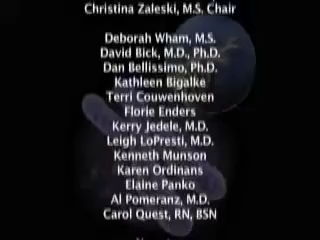 Christina Zaleski, M.S. Chair
Deborah Wham, M.S.
David Bick, M.D., Ph.D.
Dan Bellissimo, Ph.D.
Kathleen Bigalke
Terri Couwenhoven
Florie Enders
Kerry Jedele, M.D.
Leigh LoPresti, M.D.
Kenneth Munson
Karen Ordinans
Elaine Panko
Al Pomeranz, M.D.
Carol Quest, RN, BSN